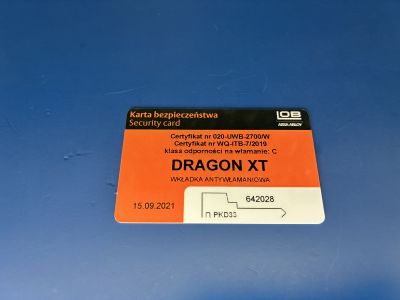 Karta bezpieczeństwa
Security card
LOB
ASSA ABLOY
Certyfikat nr 020-UWB-2700/W
Certyfikat nr WQ-ITB-7/2019
klasa odporności na włamanie: C
DRAGON XT
WKŁADKA ANTYWŁAMANIOWA
15.09.2021
642028
П PKD33